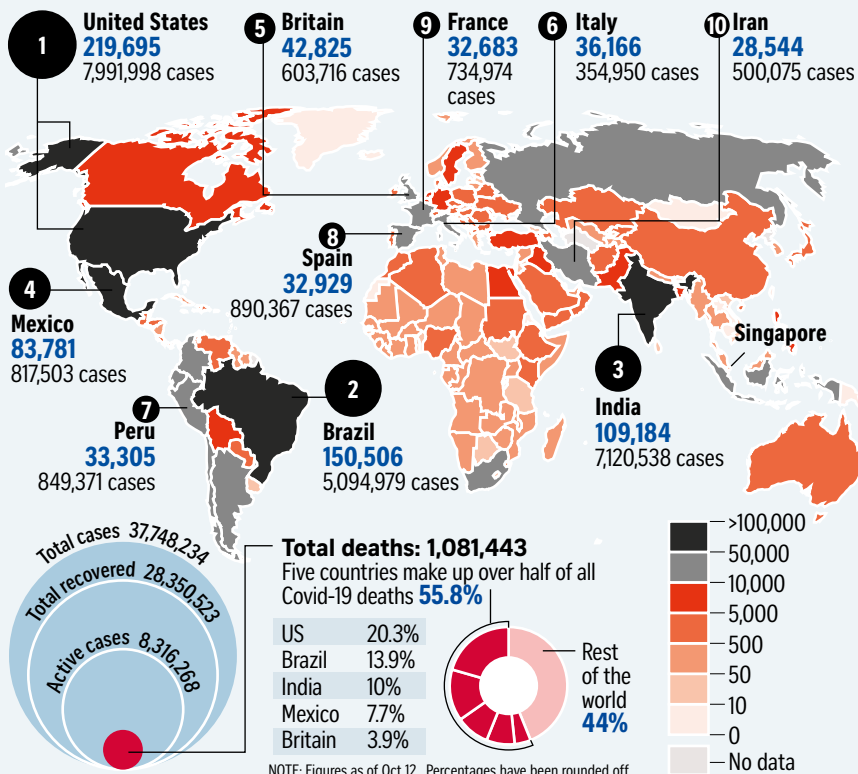 1
United States
219,695
7,991,998 cases
5
Britain
42,825
603,716 cases
9
France
32,683
734,974
cases
6
Italy
36,166
354,950 cases
10
Iran
28,544
500,075 cases
8
Spain
32,929
890,367 cases
4
Mexico
83,781
817,503 cases
7
Peru
33,305
849,371 cases
2
Brazil
150,506
5,094,979 cases
3
India
109,184
7,120,538 cases
Singapore
Total cases 37,748,234
Total recovered 28,350,523
Active cases 8,316,268
Total deaths: 1,081,443
Five countries make up over half of all
Covid-19 deaths 55.8%
US 20.3%
Brazil 13.9%
India 10%
Mexico 7.7%
Britain 3.9%
Rest
of the
world
44%
>100,000
50,000
10,000
5,000
500
50
10
0
No data
NOTE: Figures as of Oct 12. Percentages have been rounded off